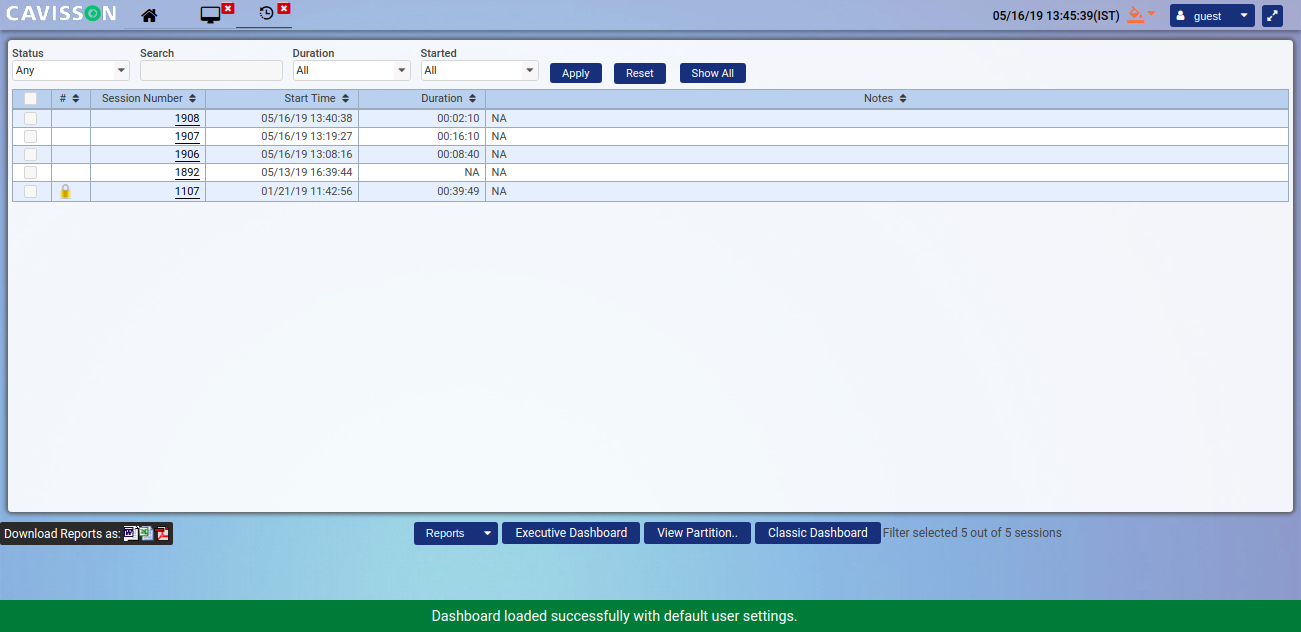 CAVISSON 05/16/19 13:45:39(IST) guest
Status Search Duration Started
Any All All Apply Reset Show All
# Session Number Start Time Duration Notes
1908 05/16/19 13:40:38 00:02:10 NA
1907 05/16/19 13:19:27 00:16:10 NA
1906 05/16/19 13:08:16 00:08:40 NA
1892 05/13/19 16:39:44 NA NA
1107 01/21/19 11:42:56 00:39:49 NA
Download Reports as: Reports Executive Dashboard View Partition.. Classic Dashboard Filter selected 5 out of 5 sessions
Dashboard loaded successfully with default user settings.